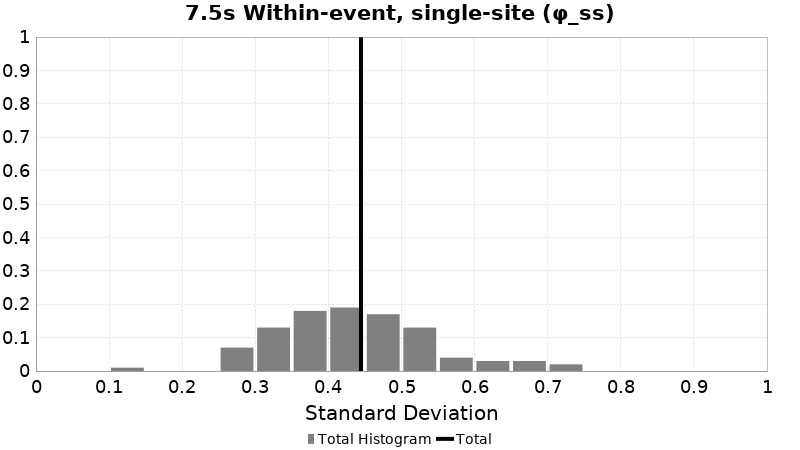 7.5s Within-event, single-site (φ_ss)
1
0.9
0.8
0.7
0.6
0.5
0.4
0.3
0.2
0.1
0
0 0.1 0.2 0.3 0.4 0.5 0.6 0.7 0.8 0.9 1
Standard Deviation
Total Histogram Total